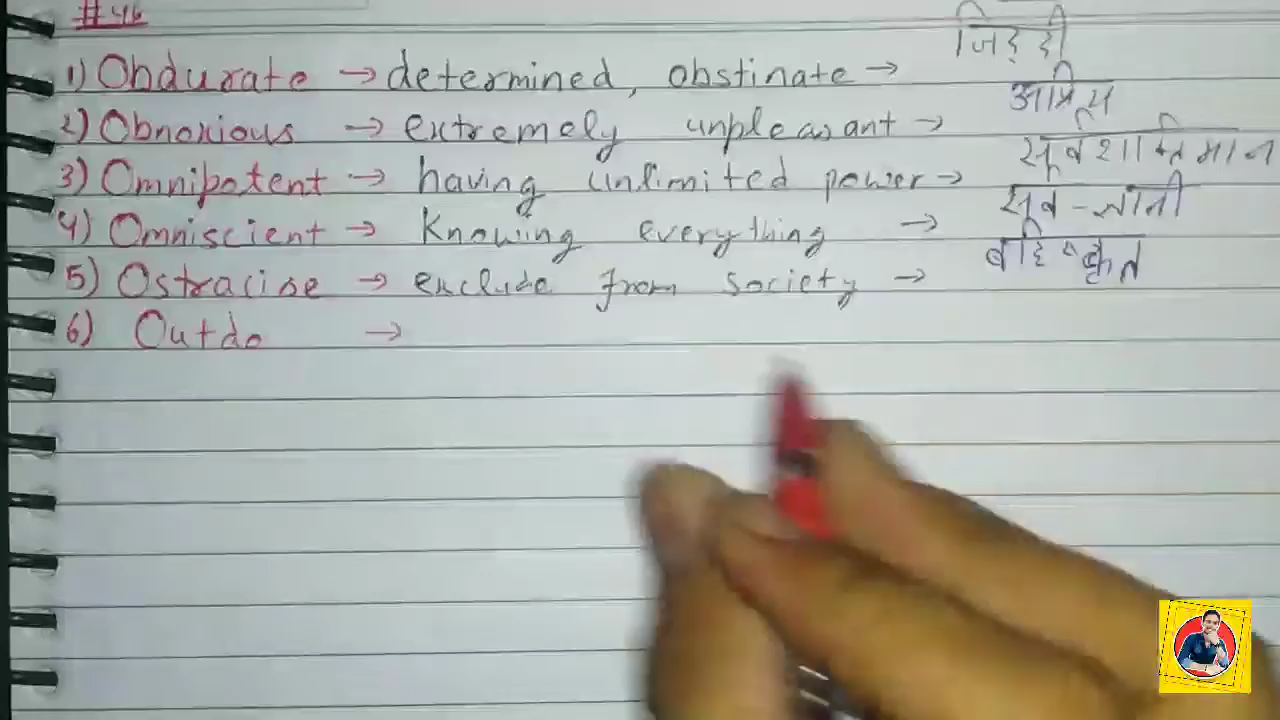 #46
1) Obdurate → determined, obstinate → जिद्दी
2) Obnoxious → extremely unpleasant → अप्रिय
3) Omnipotent → having unlimited power → सर्वशक्तिमान
4) Omniscient → Knowing everything → सर्व-ज्ञानी
5) Ostracise → exclude from society → बहिष्कृत
6) Outdo →